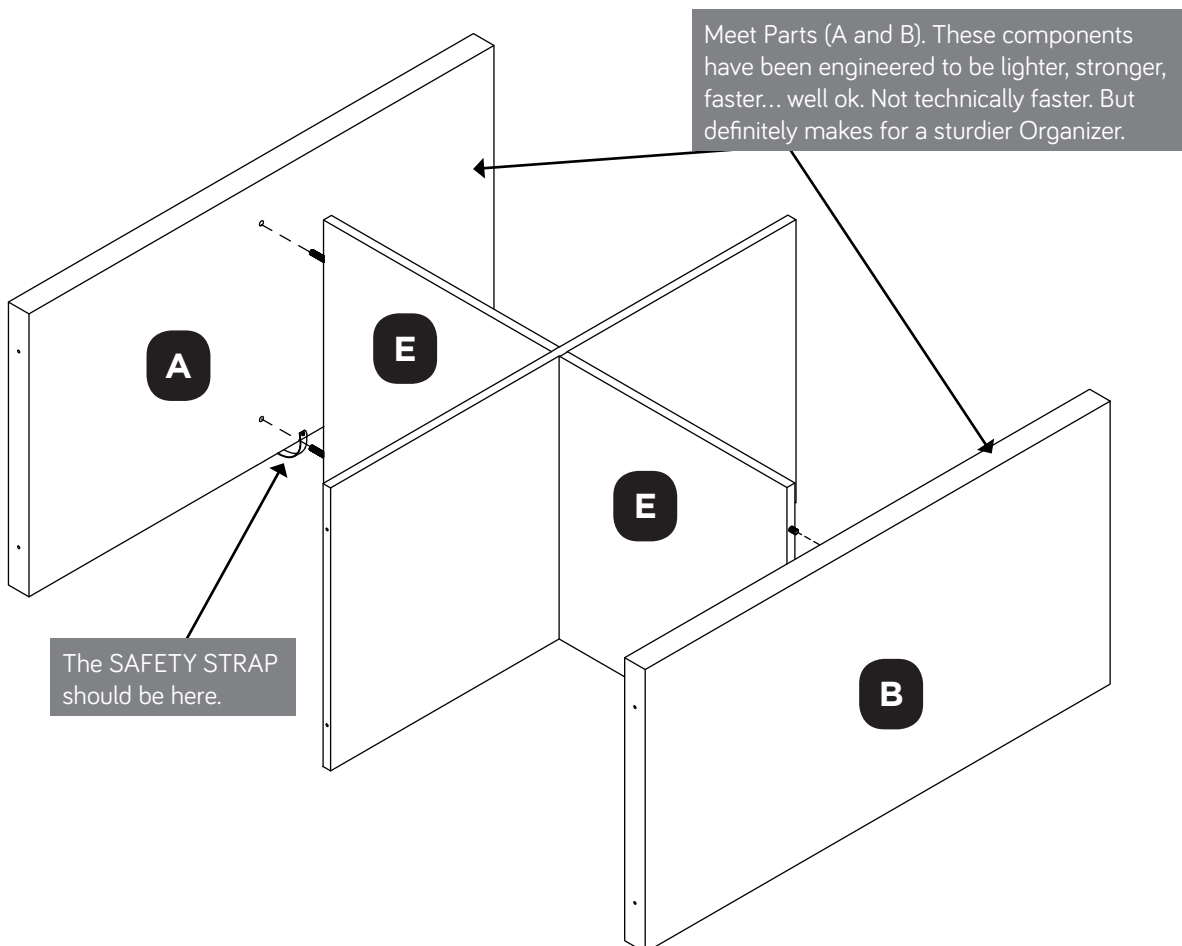 Meet Parts (A and B). These components
have been engineered to be lighter, stronger,
faster... well ok. Not technically faster. But
definitely makes for a sturdier Organizer.
A
E
E
The SAFETY STRAP
should be here.
B